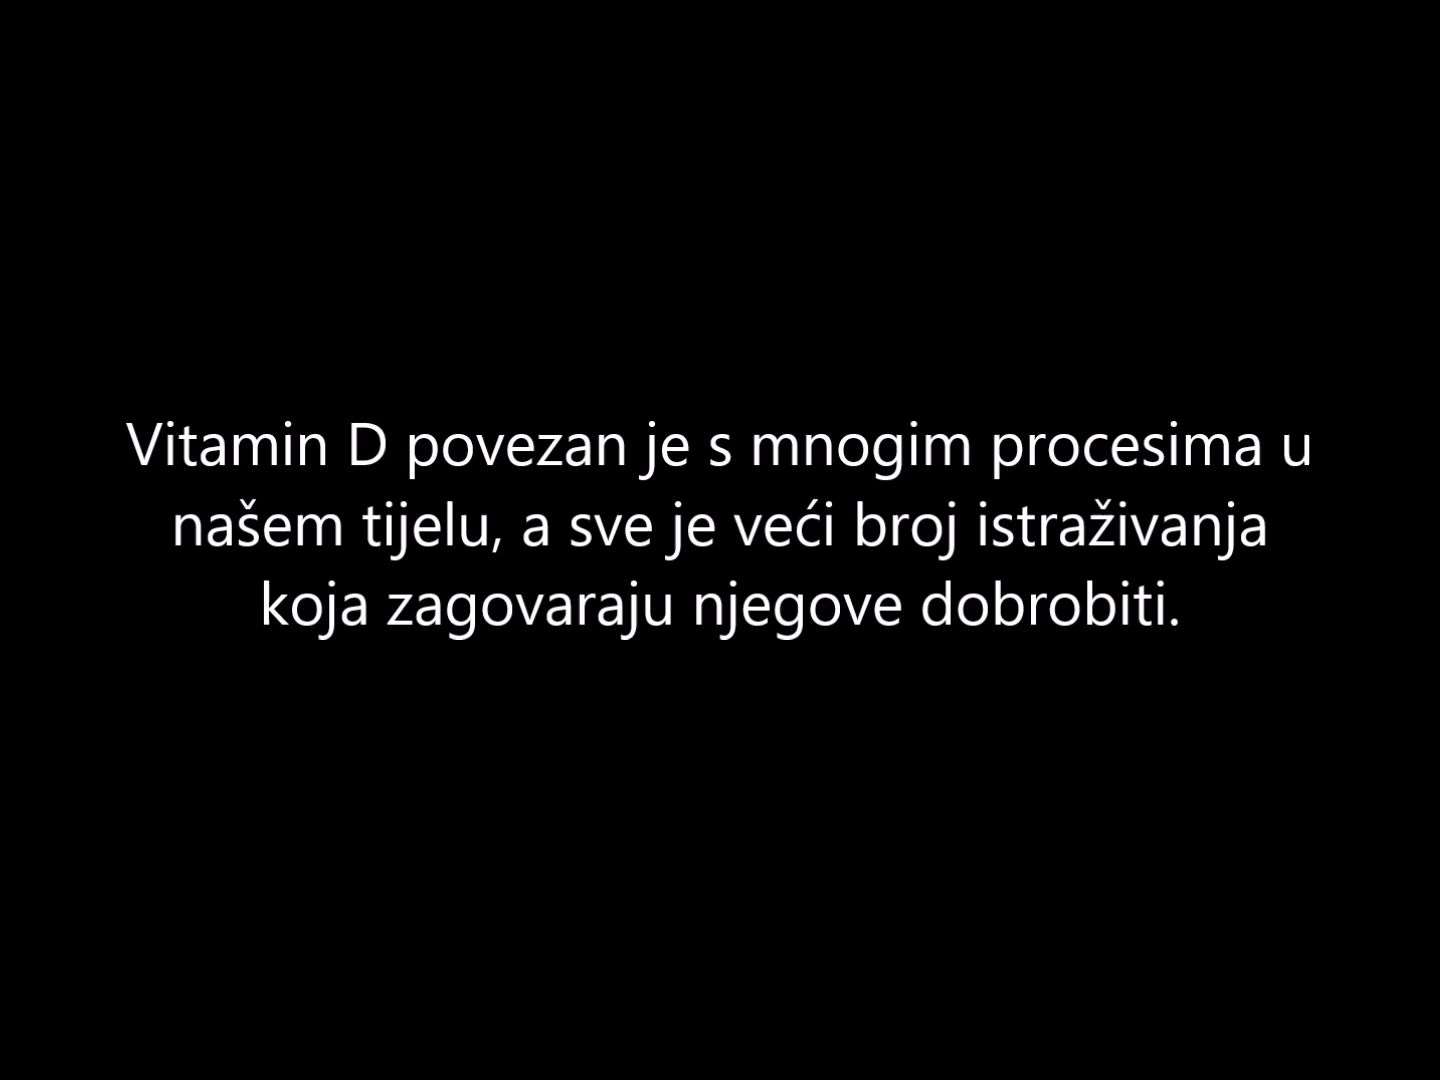 Vitamin D povezan je s mnogim procesima u
našem tijelu, a sve je veći broj istraživanja
koja zagovaraju njegove dobrobiti.